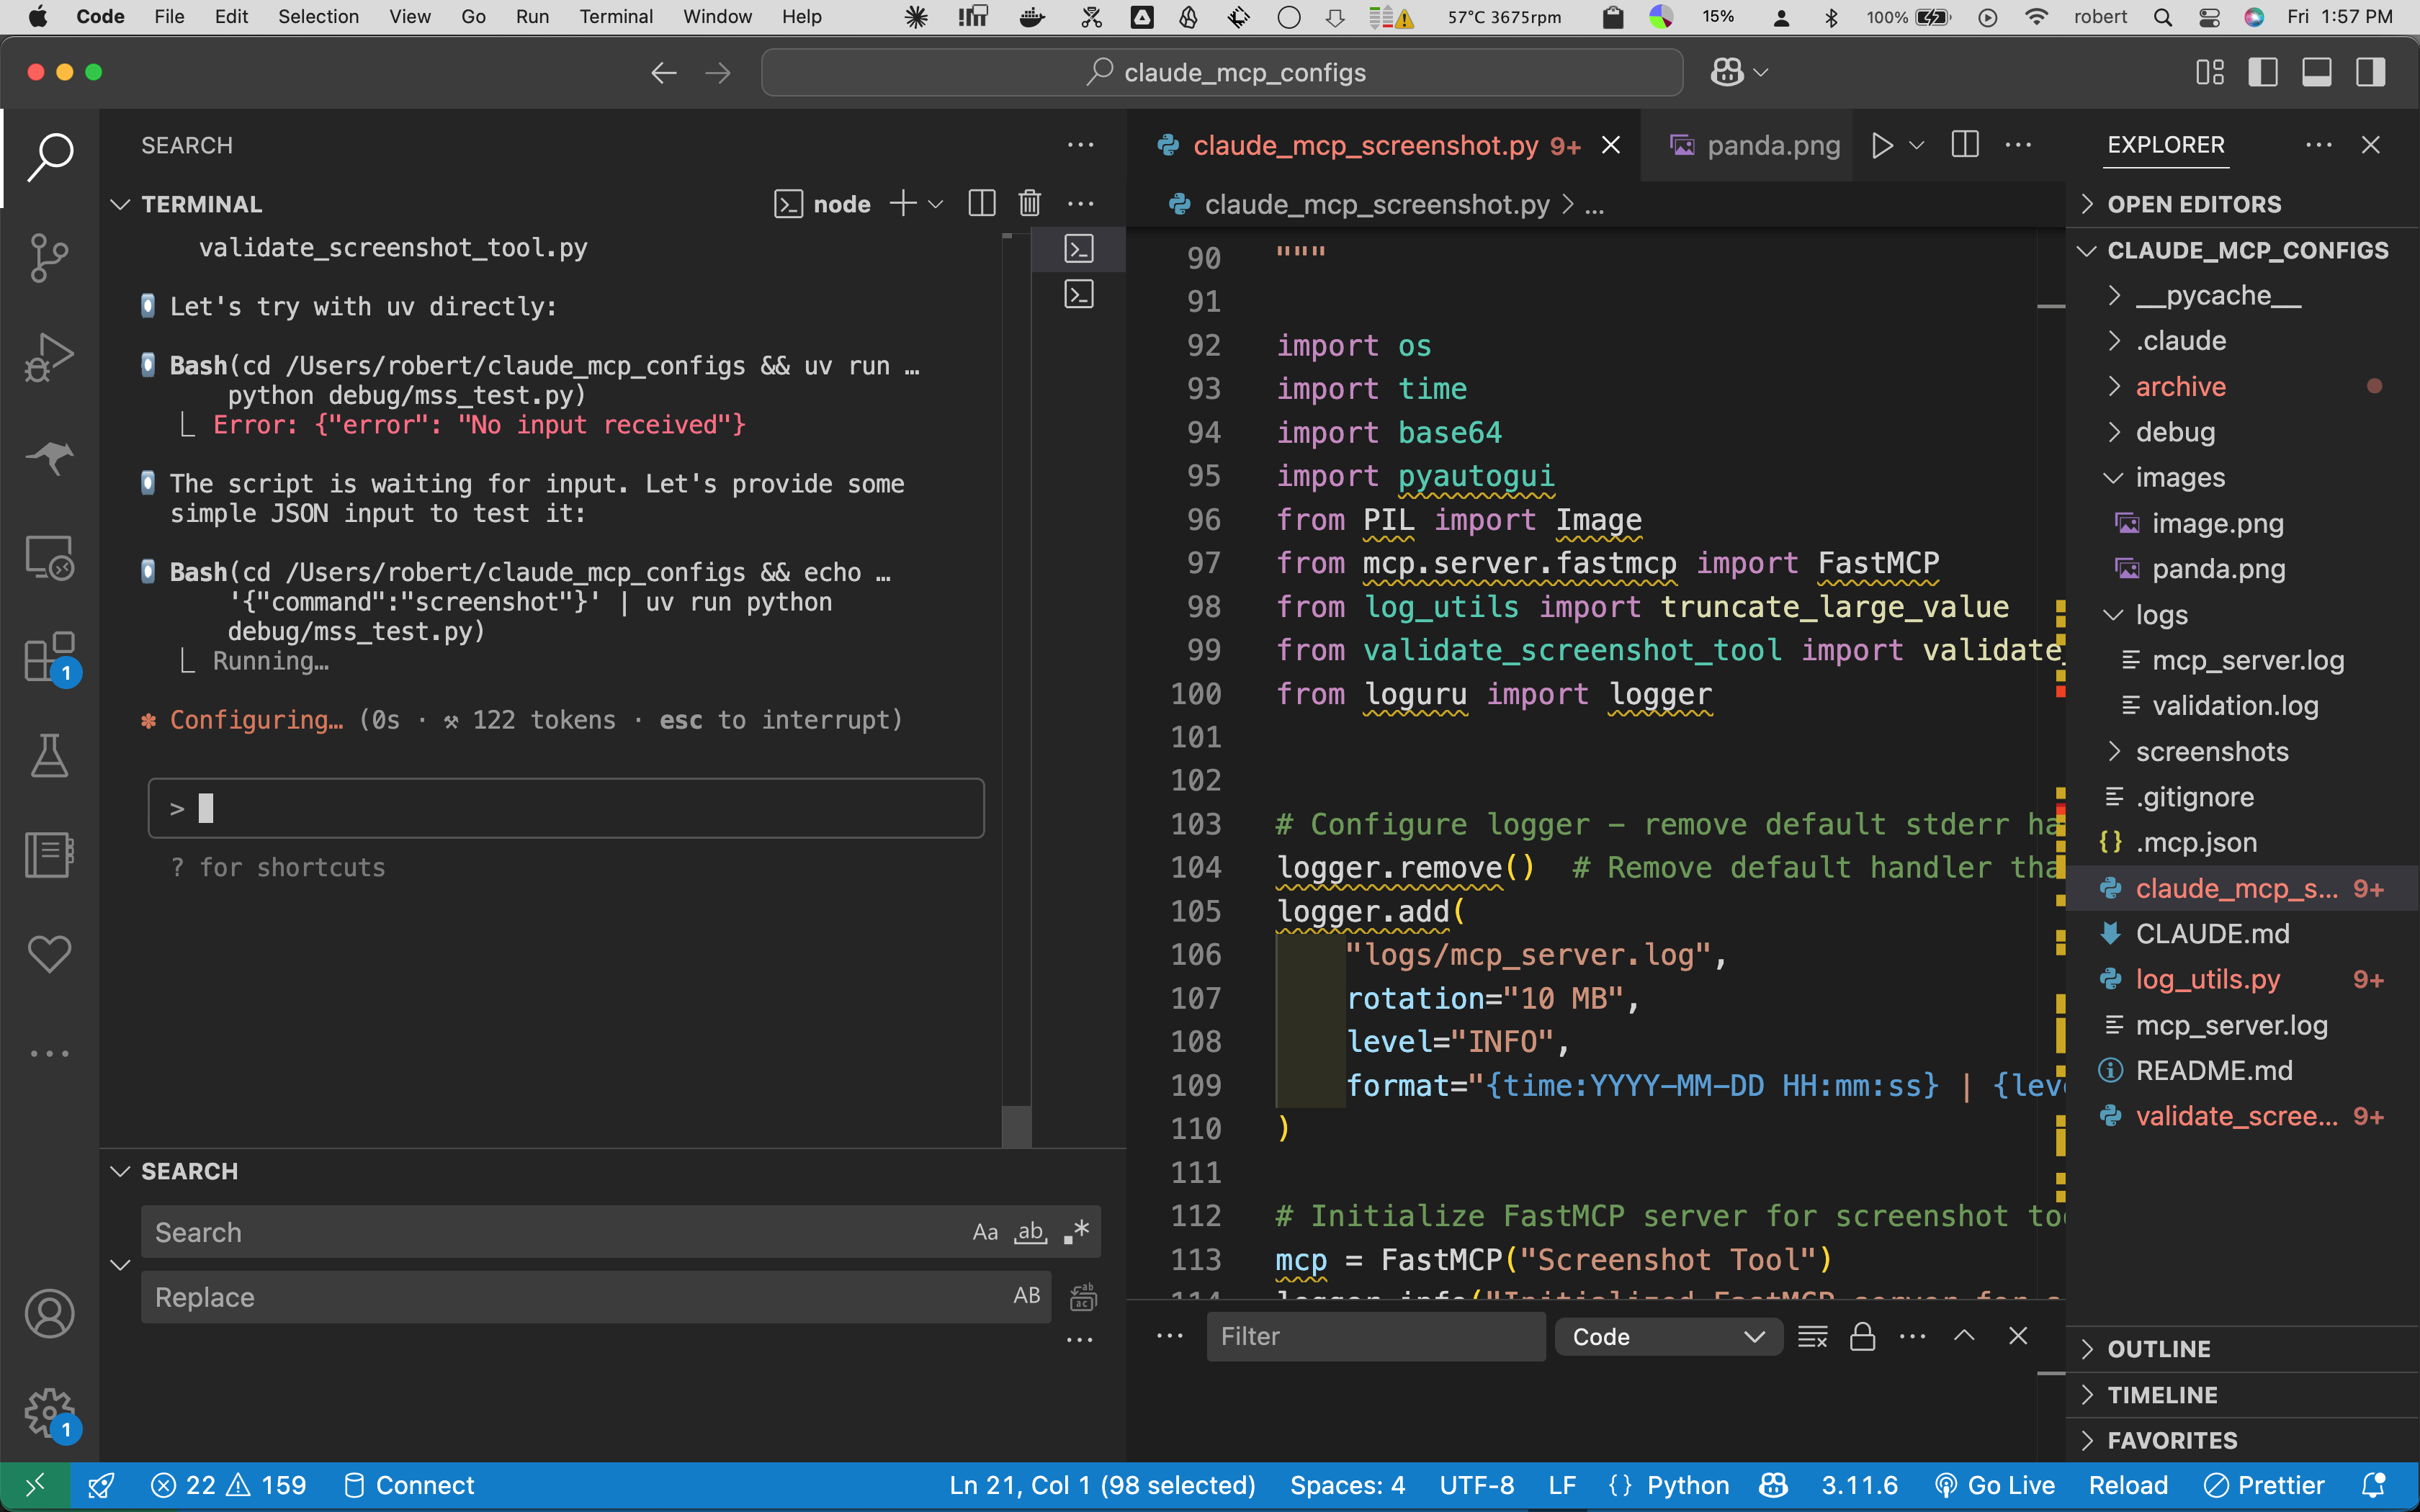 Code File Edit Selection View Go Run Terminal Window Help 57°C 3675rpm 15% 100% robert Fri 1:57 PM
claude_mcp_configs
SEARCH
TERMINAL
node
validate_screenshot_tool.py
Let's try with uv directly:
Bash(cd /Users/robert/claude_mcp_configs && uv run …
python debug/mss_test.py)
Error: {"error": "No input received"}
The script is waiting for input. Let's provide some
simple JSON input to test it:
Bash(cd /Users/robert/claude_mcp_configs && echo …
'{"command":"screenshot"}' | uv run python
debug/mss_test.py)
Running…
Configuring… (0s · ⚒ 122 tokens · esc to interrupt)
>
? for shortcuts
SEARCH
Search Aa ab .*
Replace AB
claude_mcp_screenshot.py 9+ panda.png
claude_mcp_screenshot.py > ...
90 """
91
92 import os
93 import time
94 import base64
95 import pyautogui
96 from PIL import Image
97 from mcp.server.fastmcp import FastMCP
98 from log_utils import truncate_large_value
99 from validate_screenshot_tool import validate_
100 from loguru import logger
101
102
103 # Configure logger – remove default stderr ha
104 logger.remove()  # Remove default handler tha
105 logger.add(
106 "logs/mcp_server.log",
107 rotation="10 MB",
108 level="INFO",
109 format="{time:YYYY-MM-DD HH:mm:ss} | {leve
110 )
111
112 # Initialize FastMCP server for screenshot too
113 mcp = FastMCP("Screenshot Tool")
114 logger.info("Initialized FastMCP server for s
Filter Code
EXPLORER
OPEN EDITORS
CLAUDE_MCP_CONFIGS
__pycache__
.claude
archive
debug
images
image.png
panda.png
logs
mcp_server.log
validation.log
screenshots
.gitignore
{} .mcp.json
claude_mcp_s... 9+
CLAUDE.md
log_utils.py 9+
mcp_server.log
README.md
validate_scree... 9+
OUTLINE
TIMELINE
FAVORITES
1
1
22 159 Connect Ln 21, Col 1 (98 selected) Spaces: 4 UTF-8 LF {} Python 3.11.6 Go Live Reload Prettier